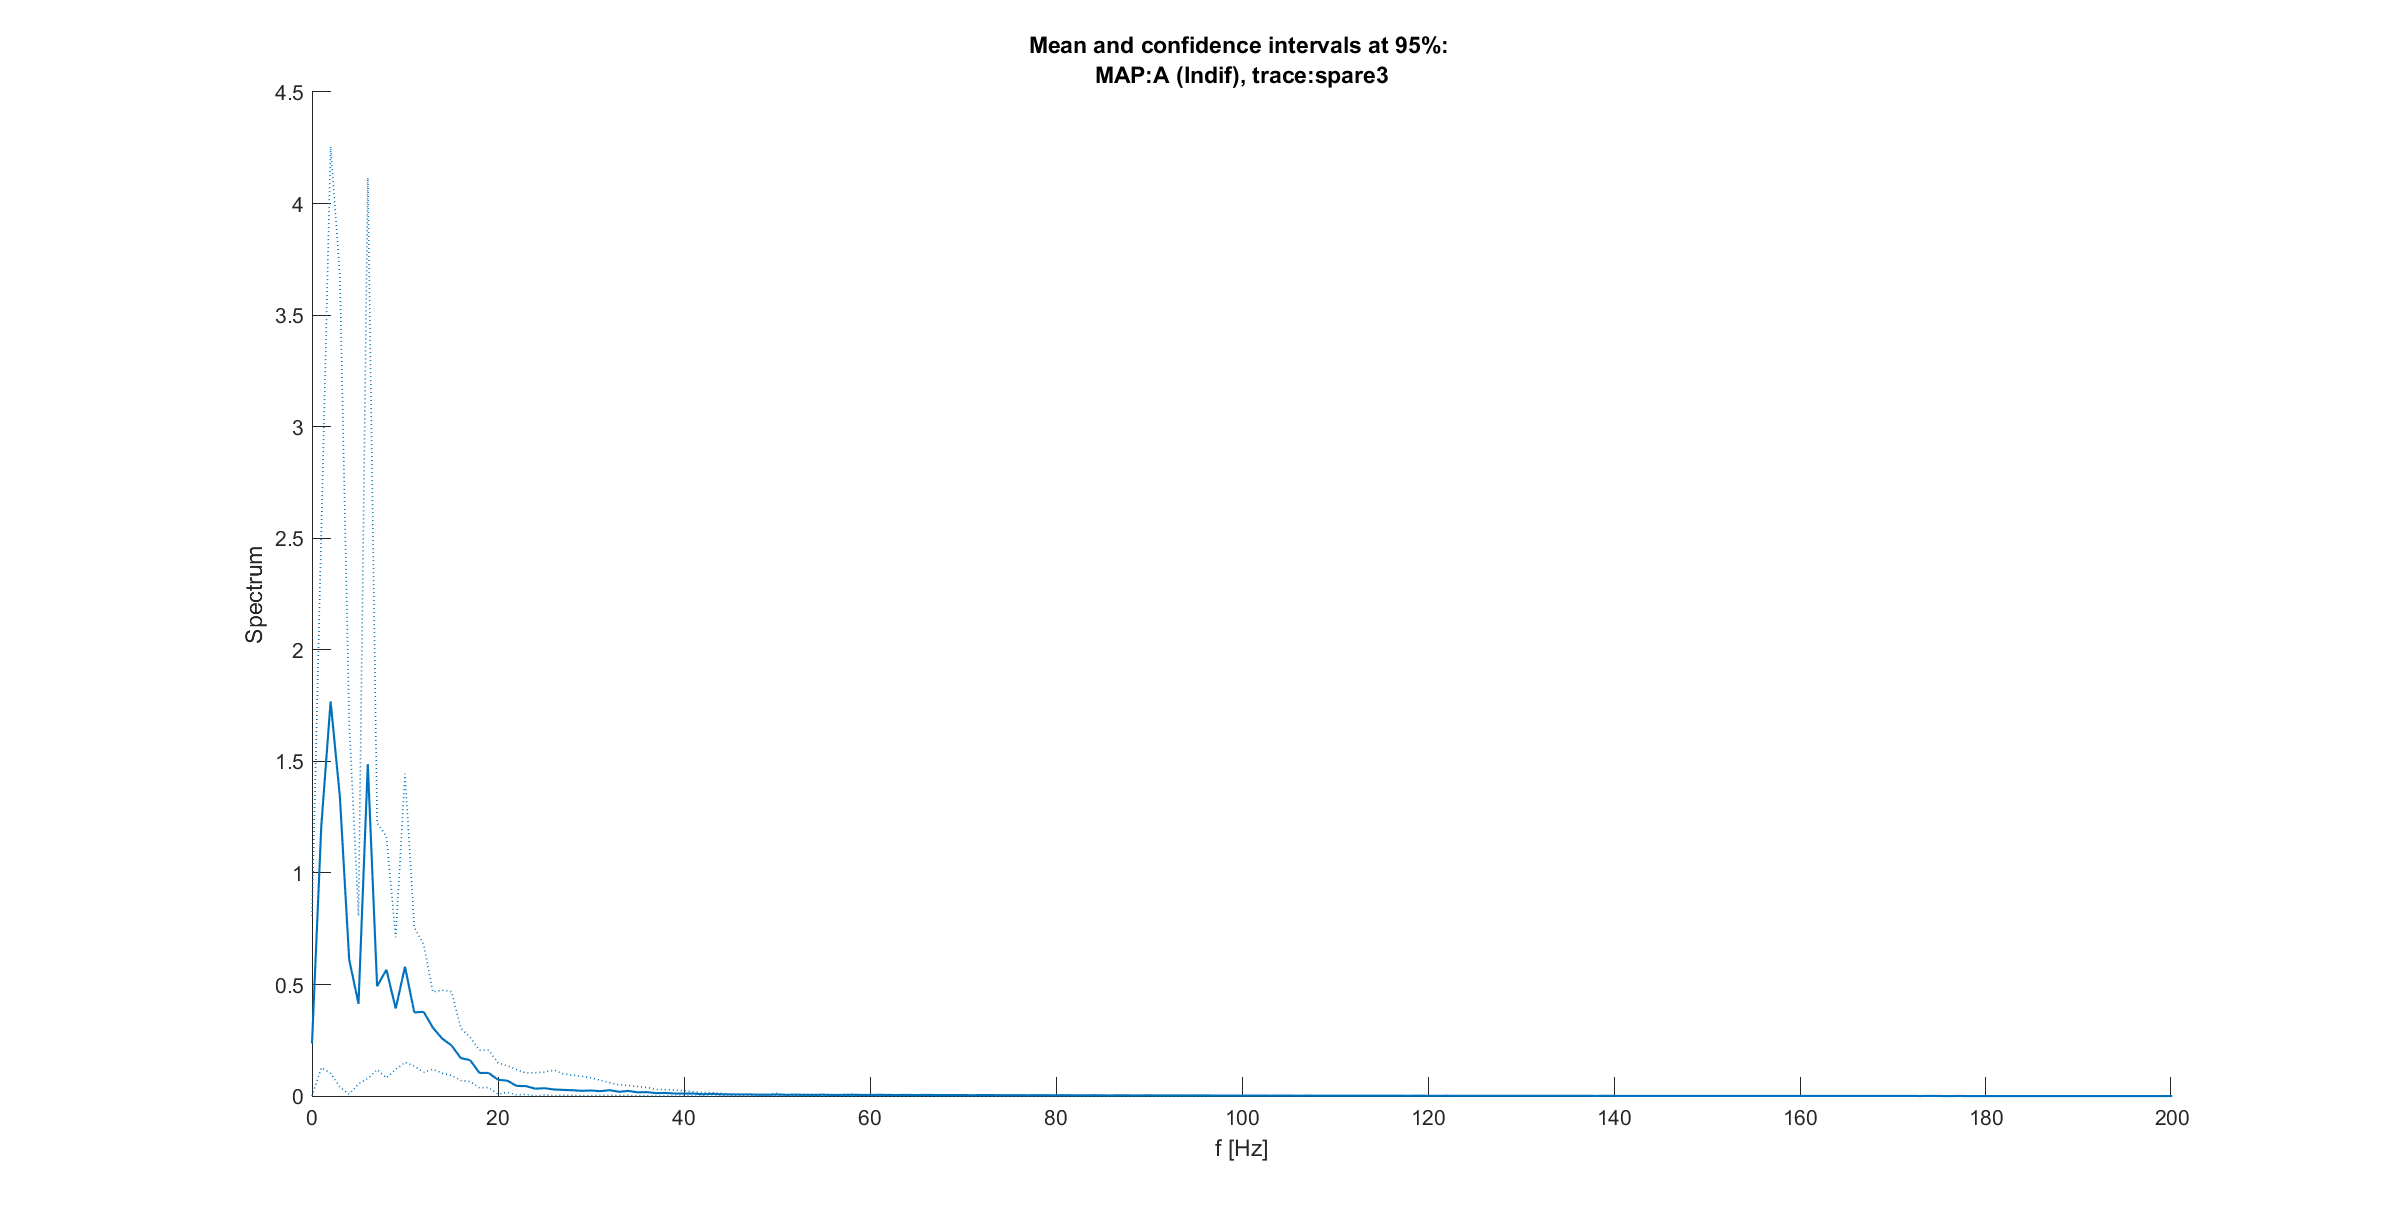 Mean and confidence intervals at 95%:
MAP:A (Indif), trace:spare3
4.5
4
3.5
3
2.5
2
1.5
1
0.5
0
Spectrum
0 20 40 60 80 100 120 140 160 180 200
f [Hz]